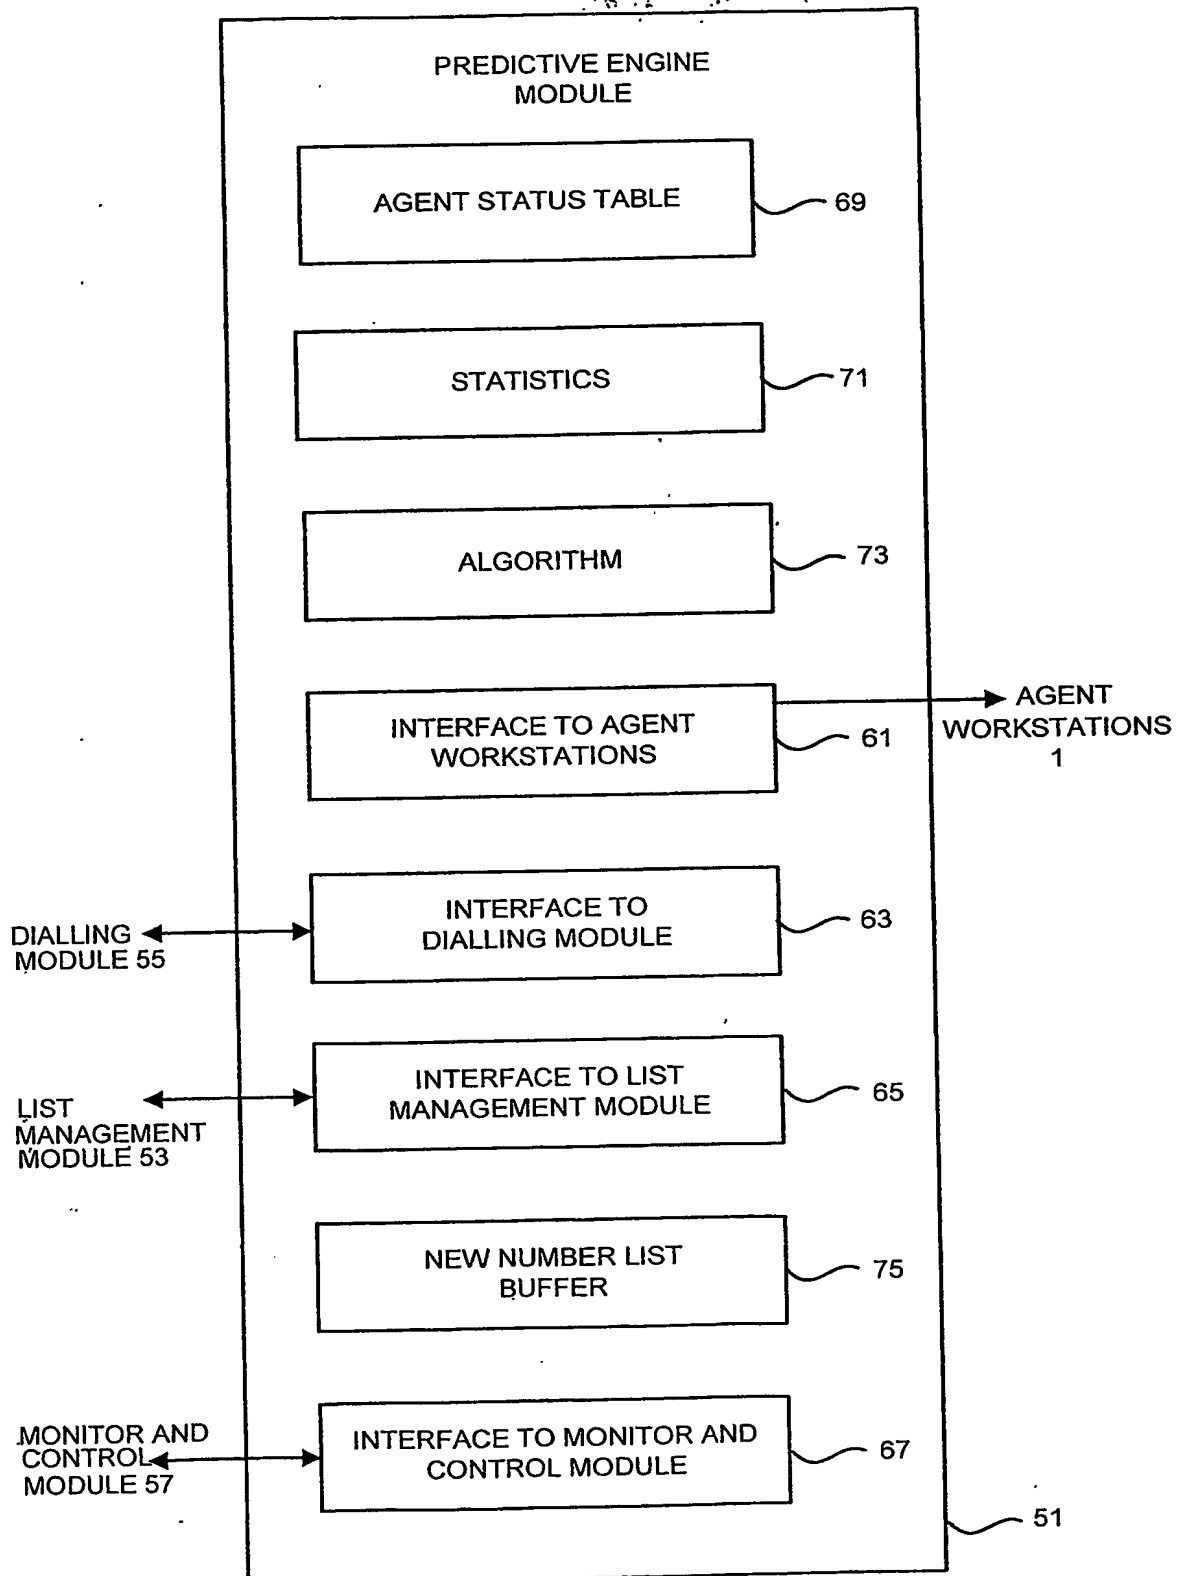 PREDICTIVE ENGINE
MODULE
AGENT STATUS TABLE
69
STATISTICS
71
ALGORITHM
73
INTERFACE TO AGENT
WORKSTATIONS
61
AGENT
WORKSTATIONS
1
INTERFACE TO
DIALLING MODULE
63
DIALLING
MODULE 55
INTERFACE TO LIST
MANAGEMENT MODULE
65
LIST
MANAGEMENT
MODULE 53
NEW NUMBER LIST
BUFFER
75
MONITOR AND
CONTROL
MODULE 57
INTERFACE TO MONITOR AND
CONTROL MODULE
67
51